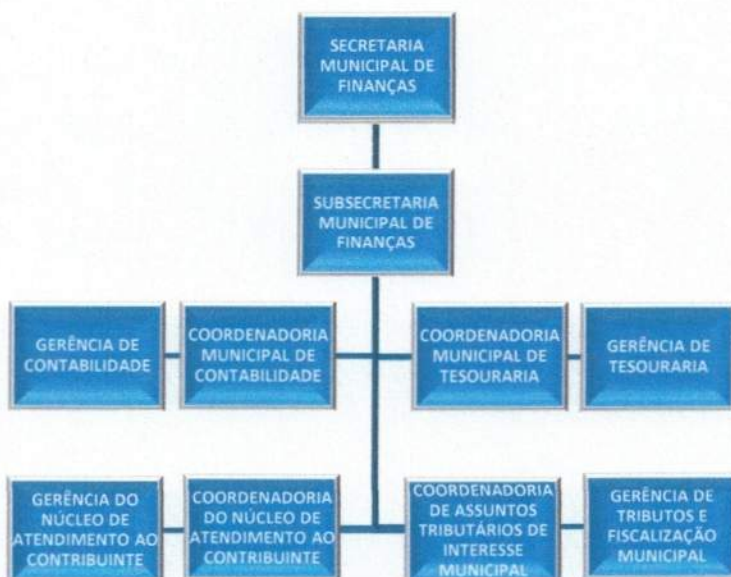 SECRETARIA
MUNICIPAL DE
FINANÇAS
SUBSECRETARIA
MUNICIPAL DE
FINANÇAS
GERÊNCIA DE
CONTABILIDADE
COORDENADORIA
MUNICIPAL DE
CONTABILIDADE
COORDENADORIA
MUNICIPAL DE
TESOURARIA
GERÊNCIA DE
TESOURARIA
GERÊNCIA DO
NÚCLEO DE
ATENDIMENTO AO
CONTRIBUINTE
COORDENADORIA
DO NÚCLEO DE
ATENDIMENTO AO
CONTRIBUINTE
COORDENADORIA
DE ASSUNTOS
TRIBUTÁRIOS DE
INTERESSE
MUNICIPAL
GERÊNCIA DE
TRIBUTOS E
FISCALIZAÇÃO
MUNICIPAL